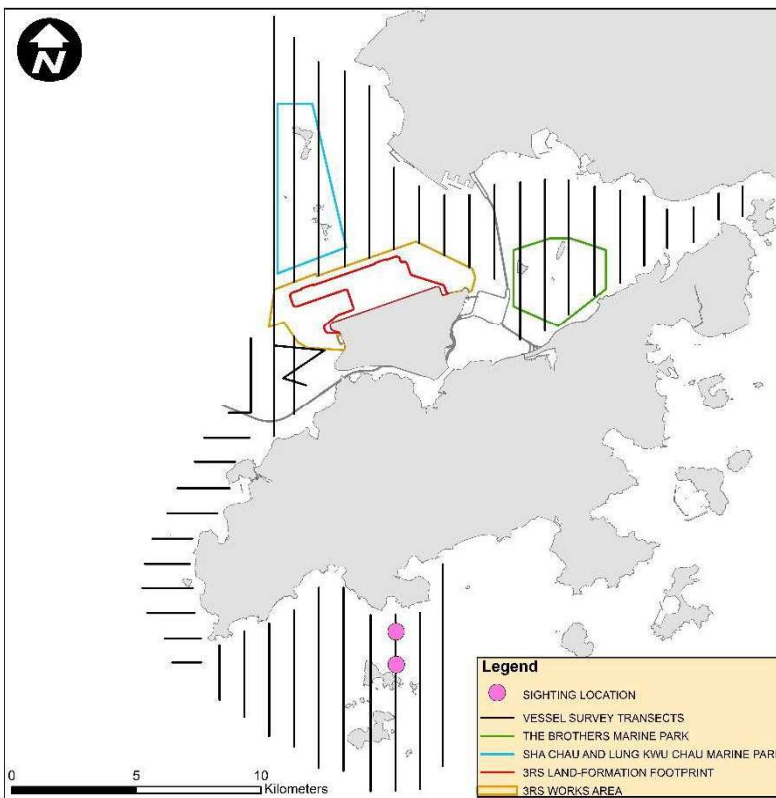 N
Legend
SIGHTING LOCATION
VESSEL SURVEY TRANSECTS
THE BROTHERS MARINE PARK
SHA CHAU AND LUNG KWU CHAU MARINE PARK
3RS LAND-FORMATION FOOTPRINT
3RS WORKS AREA
0 5 10
Kilometers